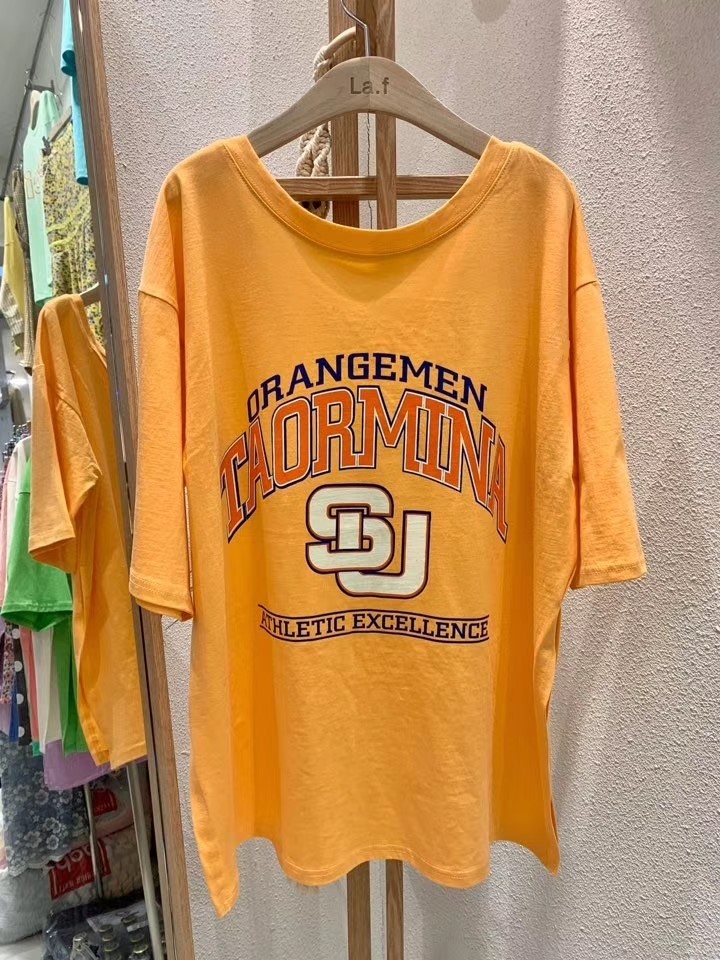 La.f
ORANGEMEN
TAORMINA
SU
ATHLETIC EXCELLENCE